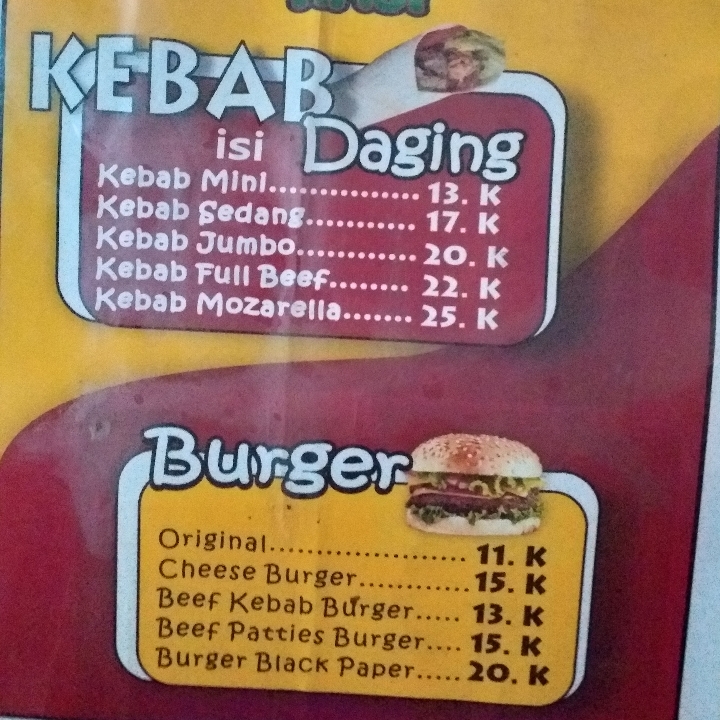 KEBAB
isi Daging
Kebab Mini............... 13. K
Kebab Sedang........... 17. K
Kebab Jumbo............ 20. K
Kebab Full Beef........ 22. K
Kebab Mozarella....... 25. K
Burger
Original...................... 11. K
Cheese Burger........... 15. K
Beef Kebab Burger..... 13. K
Beef Patties Burger.... 15. K
Burger Black Paper..... 20. K